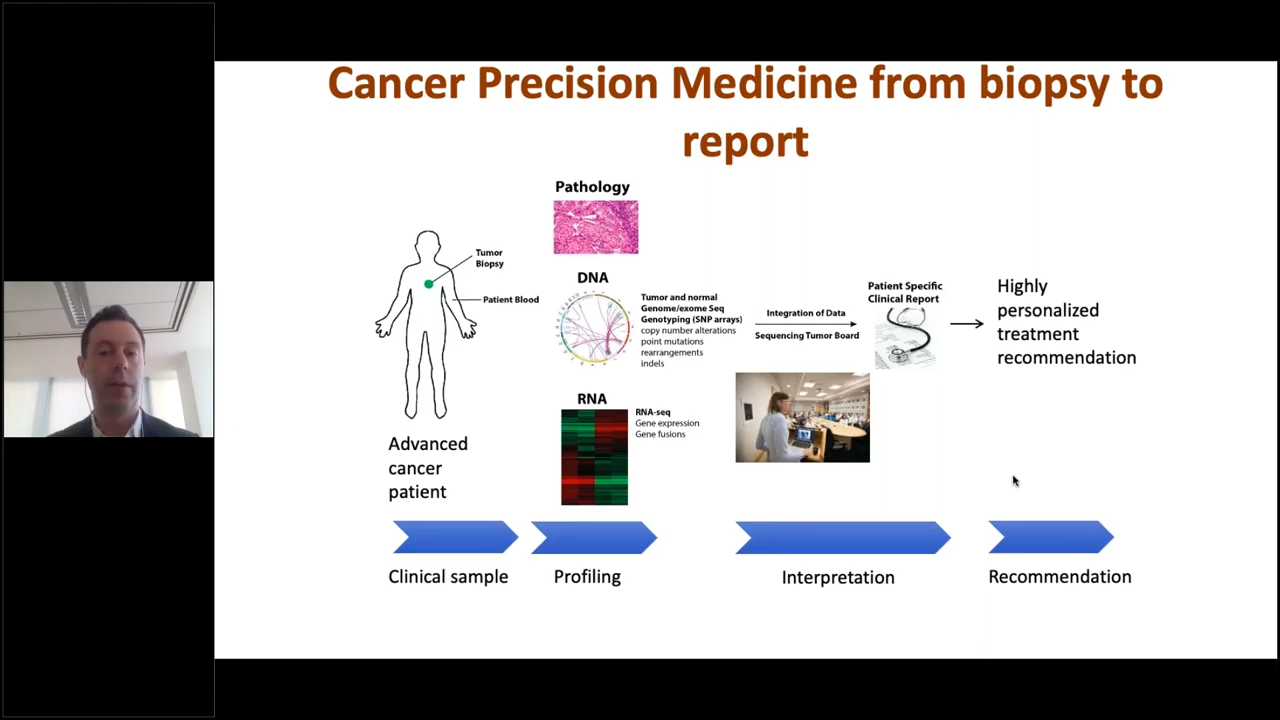 Cancer Precision Medicine from biopsy to
report
Pathology
Tumor
Biopsy
Patient Blood
Advanced
cancer
patient
DNA
Tumor and normal
Genome/exome Seq
Genotyping (SNP arrays)
copy number alterations
point mutations
rearrangements
indels
RNA
RNA-seq
Gene expression
Gene fusions
Integration of Data
Sequencing Tumor Board
Patient Specific
Clinical Report
Highly
personalized
treatment
recommendation
Clinical sample
Profiling
Interpretation
Recommendation